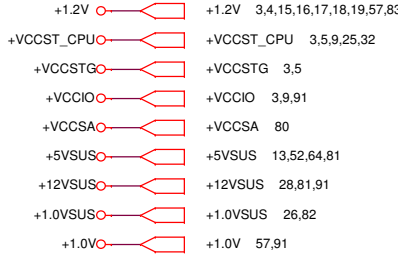 +1.2V +1.2V 3,4,15,16,17,18,19,57,83
+VCCST_CPU +VCCST_CPU 3,5,9,25,32
+VCCSTG +VCCSTG 3,5
+VCCIO +VCCIO 3,9,91
+VCCSA +VCCSA 80
+5VSUS +5VSUS 13,52,64,81
+12VSUS +12VSUS 28,81,91
+1.0VSUS +1.0VSUS 26,82
+1.0V +1.0V 57,91